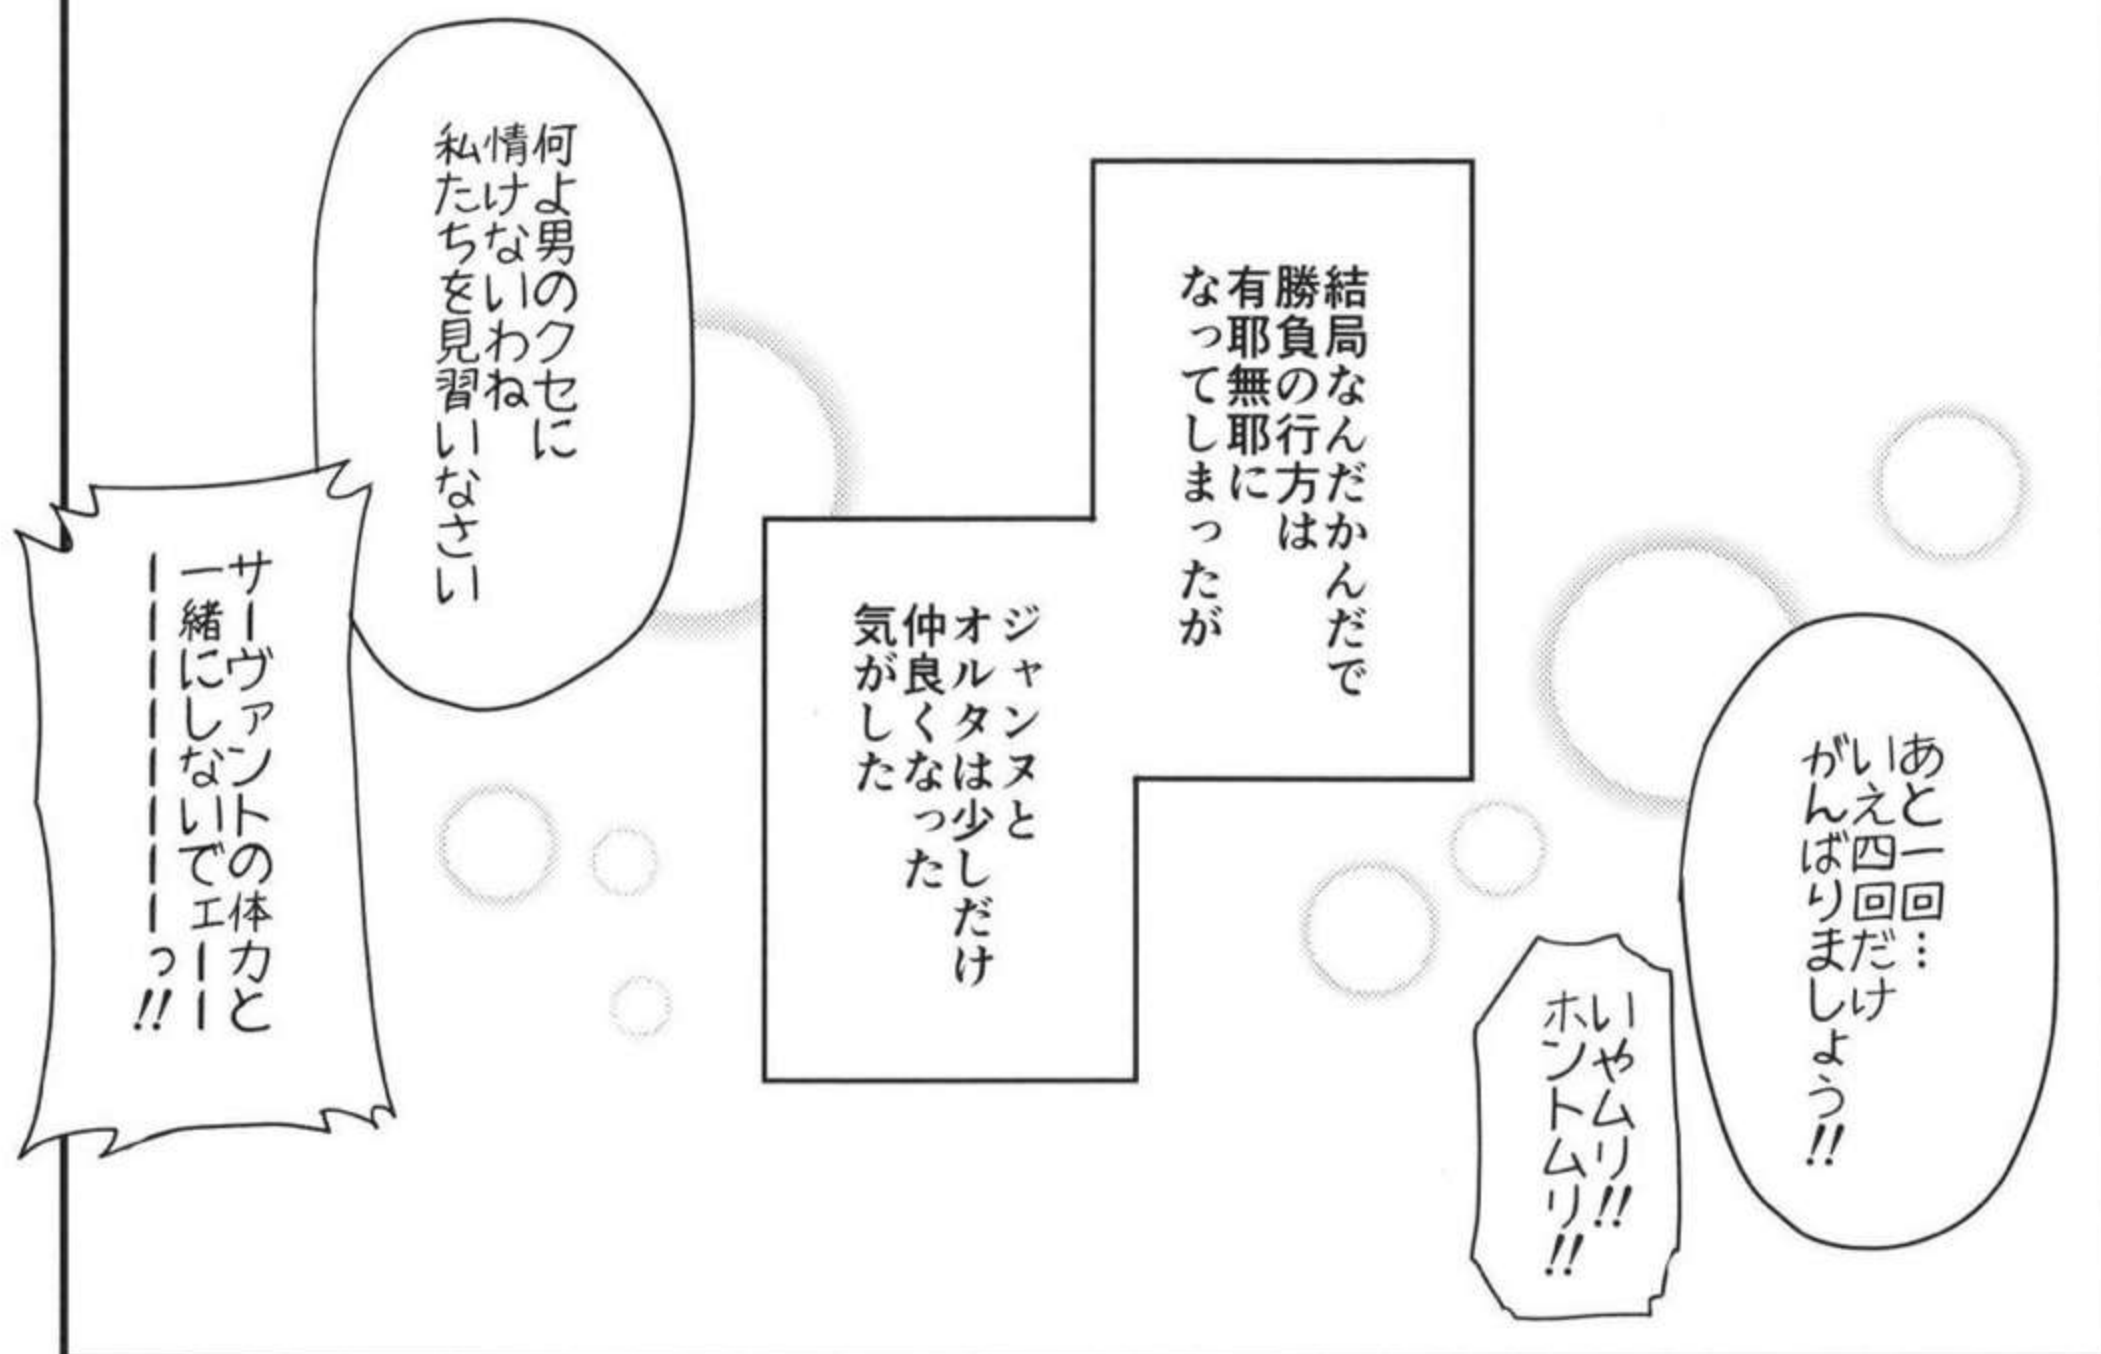 あと一回…
いえ四回だけ
がんばりましょう!!
いやムリ!!
ホントムリ!!
結局なんだかんだで
勝負の行方は
有耶無耶に
なってしまったが
ジャンヌと
オルタは少しだけ
仲良くなった
気がした
何よ男のクセに
情けないわね
私たちを見習いなさい
サーヴァントの体力と
一緒にしないでェーー
ーーーーーーーーっ!!